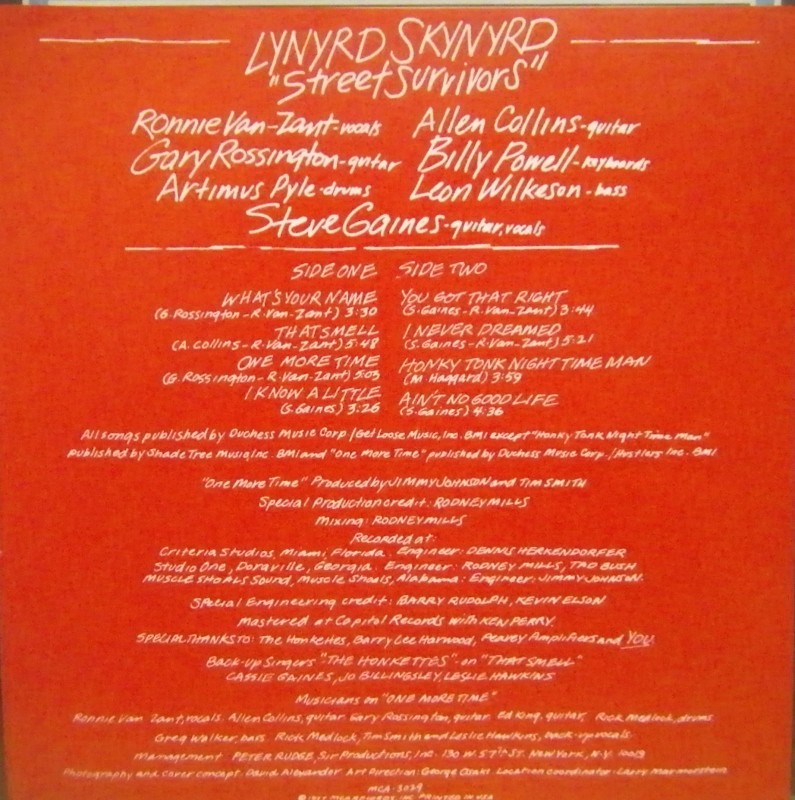 LYNYRD SKYNYRD
"Street Survivors"
Ronnie Van-Zant-vocals Allen Collins-guitar
Gary Rossington-guitar Billy Powell-keyboards
Artimus Pyle-drums Leon Wilkeson-bass
Steve Gaines-guitar, vocals
SIDE ONE SIDE TWO
WHAT'S YOUR NAME YOU GOT THAT RIGHT
(G. Rossington-R. Van-Zant) 3:30 (S. Gaines-R. Van-Zant) 3:44
THAT SMELL I NEVER DREAMED
(A. Collins-R. Van-Zant) 5:48 (S. Gaines-R. Van-Zant) 5:21
ONE MORE TIME HONKY TONK NIGHT TIME MAN
(G. Rossington-R. Van-Zant) 5:03 (M. Haggard) 3:59
I KNOW A LITTLE AIN'T NO GOOD LIFE
(S. Gaines) 3:26 (S. Gaines) 4:36
All songs published by Duchess Music Corp/Get Loose Music, Inc. BMI except "Honky Tonk Night Time Man"
published by Shade Tree Music Inc. BMI and "One More Time" published by Duchess Music Corp./Hustlers Inc. BMI
"One More Time" Produced by JIMMY JOHNSON and TIM SMITH
Special Production credit: RODNEY MILLS
Mixing: RODNEY MILLS
Recorded at:
Criteria Studios, Miami, Florida. Engineer: DENNIS HERKENDORFER
Studio One, Doraville, Georgia Engineer: RODNEY MILLS, TAD BUSH
MUSCLE SHOALS Sound, Muscle Shoals, Alabama: Engineer: Jimmy JOHNSON.
Special Engineering credit: BARRY RUDOLPH, KEVIN ELSON
Mastered at Capitol Records with KEN PERRY.
SPECIAL THANKS TO: The Honkettes, Barry Lee Harwood, Peavey Amplifiers and YOU.
Back-up Singers "THE HONKETTES"-on "THAT SMELL"
CASSIE GAINES, JO BILLINGSLEY, LESLIE HAWKINS
Musicians on "ONE MORE TIME"
Ronnie Van Zant, vocals. Allen Collins, guitar Gary Rossington, guitar Ed King, guitar, Rick Medlock, drums.
Greg Walker, bass Rick Medlock, Tim Smith and Leslie Hawkins, back-up vocals.
Management PETER RUDGE, Sir Productions, Inc. 130 W. 57th ST. New York, N.Y. 10019
Photography and cover concept: David Alexander Art Direction: George Osaki Location coordinator: Larry
MCA-3029
© 1977 MCA RECORDS, INC. PRINTED IN USA